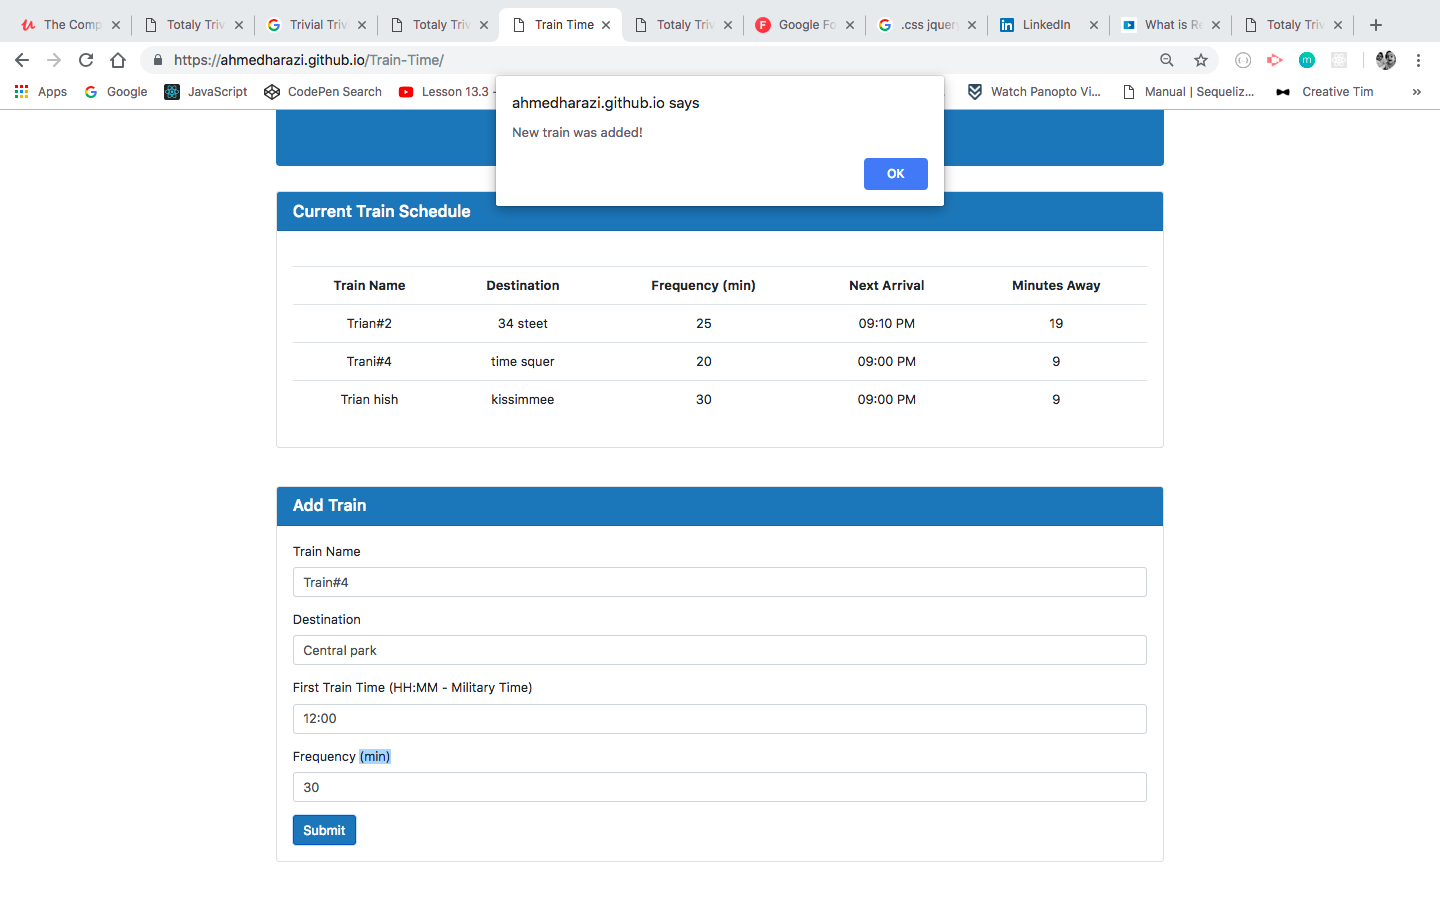 The Comp
Totaly Triv
Trivial Triv
Totaly Triv
Train Time
Totaly Triv
Google Fo
.css jquery
LinkedIn
What is Re
Totaly Triv
https://ahmedharazi.github.io/Train-Time/
Apps
Google
JavaScript
CodePen Search
Lesson 13.3 -
Watch Panopto Vi...
Manual | Sequeliz...
Creative Tim
»
ahmedharazi.github.io says
New train was added!
OK
Current Train Schedule
Train Name Destination Frequency (min) Next Arrival Minutes Away
Trian#2 34 steet 25 09:10 PM 19
Trani#4 time squer 20 09:00 PM 9
Trian hish kissimmee 30 09:00 PM 9
Add Train
Train Name
Train#4
Destination
Central park
First Train Time (HH:MM - Military Time)
12:00
Frequency (min)
30
Submit